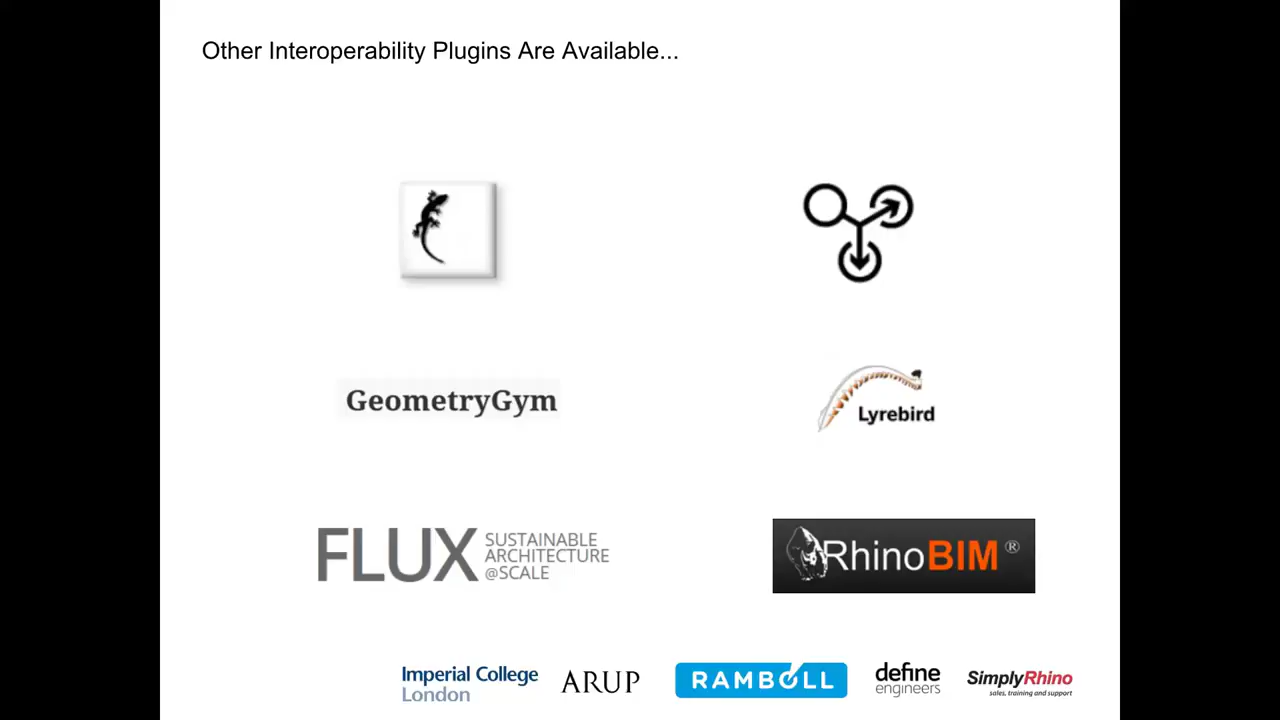 Other Interoperability Plugins Are Available...
GeometryGym
Lyrebird
FLUX
SUSTAINABLE
ARCHITECTURE
@SCALE
RhinoBIM ®
Imperial College
London
ARUP
RAMBOLL
define
engineers
SimplyRhino
sales, training and support